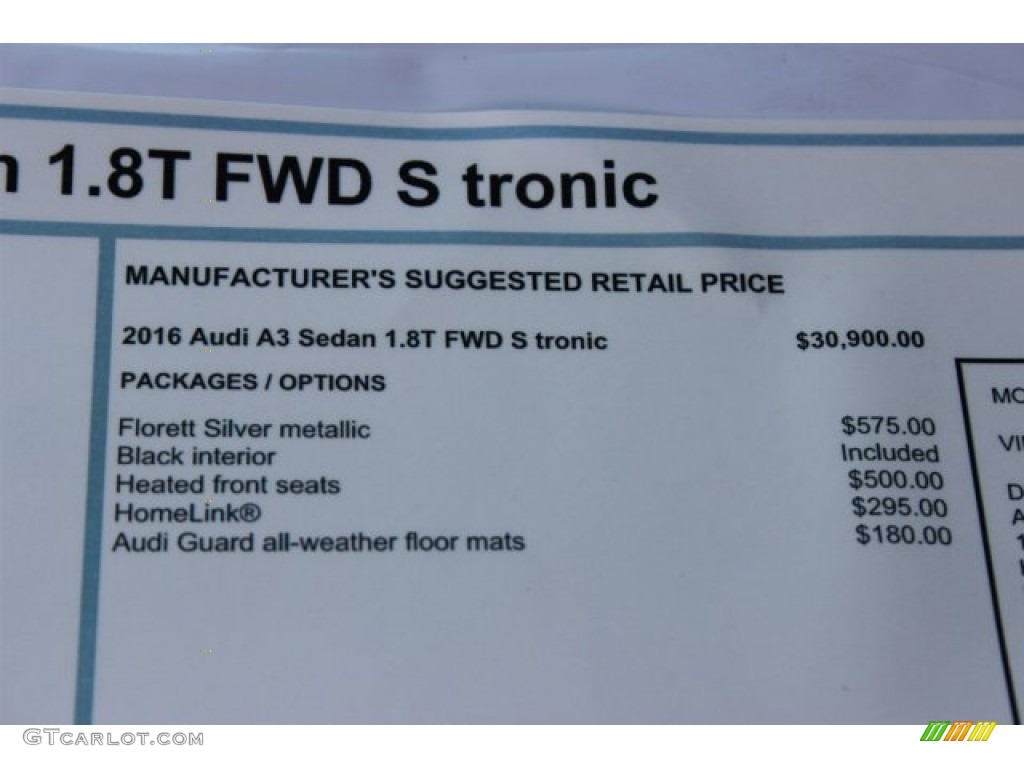 1.8T FWD S tronic
MANUFACTURER'S SUGGESTED RETAIL PRICE
2016 Audi A3 Sedan 1.8T FWD S tronic $30,900.00
PACKAGES / OPTIONS
Florett Silver metallic $575.00
Black interior Included
Heated front seats $500.00
HomeLink® $295.00
Audi Guard all-weather floor mats $180.00
GTCARLOT.COM